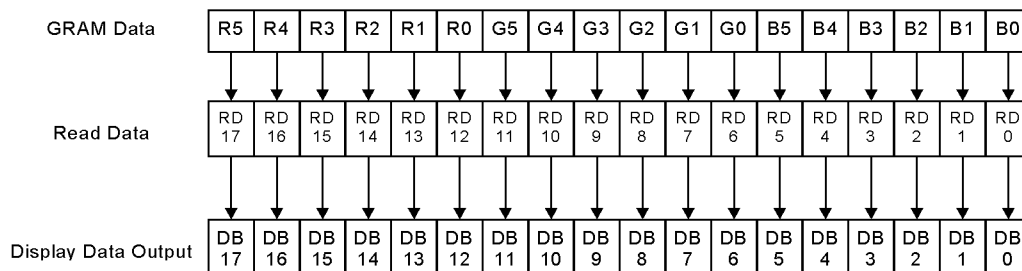 GRAM Data R5 R4 R3 R2 R1 R0 G5 G4 G3 G2 G1 G0 B5 B4 B3 B2 B1 B0
Read Data RD 17 RD 16 RD 15 RD 14 RD 13 RD 12 RD 11 RD 10 RD 9 RD 8 RD 7 RD 6 RD 5 RD 4 RD 3 RD 2 RD 1 RD 0
Display Data Output DB 17 DB 16 DB 15 DB 14 DB 13 DB 12 DB 11 DB 10 DB 9 DB 8 DB 7 DB 6 DB 5 DB 4 DB 3 DB 2 DB 1 DB 0